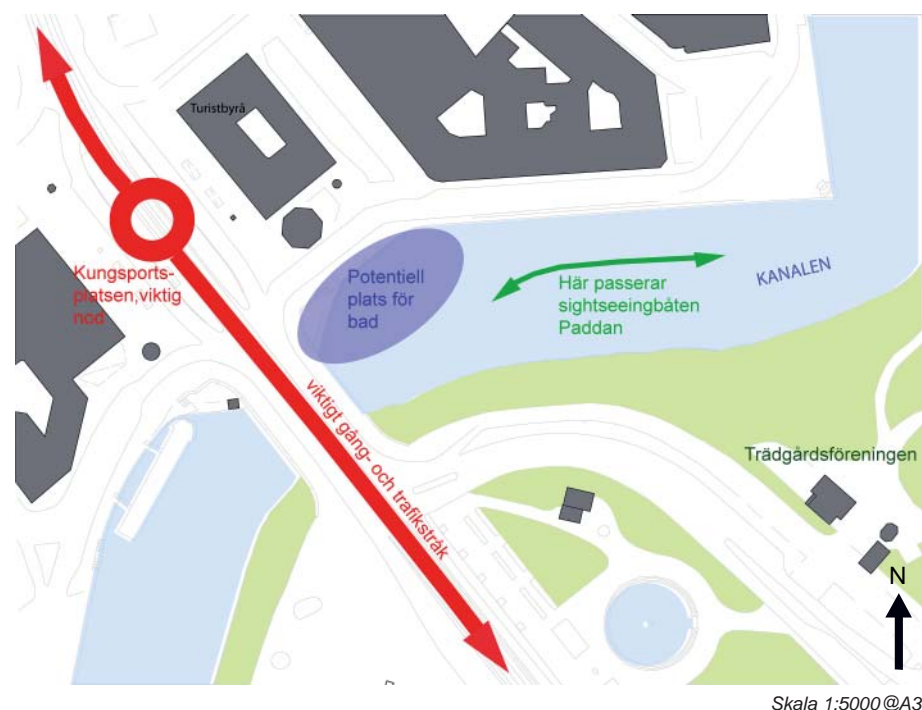 Turistbyrå
Kungsports-
platsen,viktig
nod
Potentiell
plats för
bad
Här passerar
sightseeingbåten
Paddan
KANALEN
viktigt gång- och trafikstråk
Trädgårdsföreningen
N
Skala 1:5000@A3